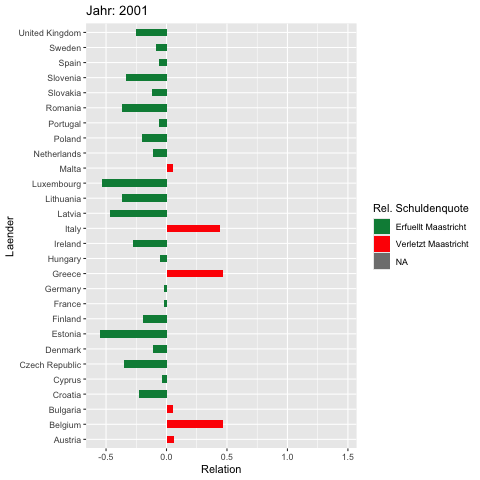 Jahr: 2001
United Kingdom
Sweden
Spain
Slovenia
Slovakia
Romania
Portugal
Poland
Netherlands
Malta
Luxembourg
Lithuania
Latvia
Italy
Ireland
Hungary
Greece
Germany
France
Finland
Estonia
Denmark
Czech Republic
Cyprus
Croatia
Bulgaria
Belgium
Austria
Laender
-0.5 0.0 0.5 1.0 1.5
Relation
Rel. Schuldenquote
Erfuellt Maastricht
Verletzt Maastricht
NA